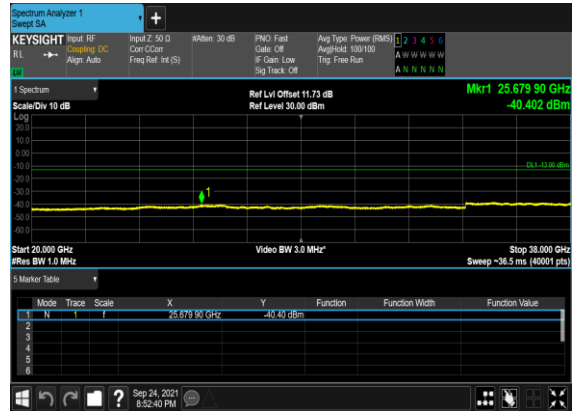 Spectrum Analyzer 1
Swept SA
+
KEYSIGHT Input: RF Input Z: 50 Ω #Atten: 30 dB PNO: Fast Avg Type: Power (RMS) 1 2 3 4 5 6
RL Coupling: DC Corr CCorr Gate: Off Avg|Hold: 100/100 A W W W W W
Align: Auto Freq Ref: Int (S) IF Gain: Low Trig: Free Run
Sig Track: Off A N N N N N
1 Spectrum Ref Lvl Offset 11.73 dB Mkr1 25.679 90 GHz
Scale/Div 10 dB Ref Level 30.00 dBm -40.402 dBm
Log
20.0
10.0
0.00
-10.0 DL1 -13.00 dBm
-20.0
-30.0
1
-40.0
-50.0
-60.0
Start 20.000 GHz Video BW 3.0 MHz* Stop 38.000 GHz
#Res BW 1.0 MHz Sweep ~36.5 ms (40001 pts)
5 Marker Table
Mode Trace Scale X Y Function Function Width Function Value
1 N 1 f 25.679 90 GHz -40.40 dBm
2
3
4
5
6
? Sep 24, 2021
8:52:40 PM